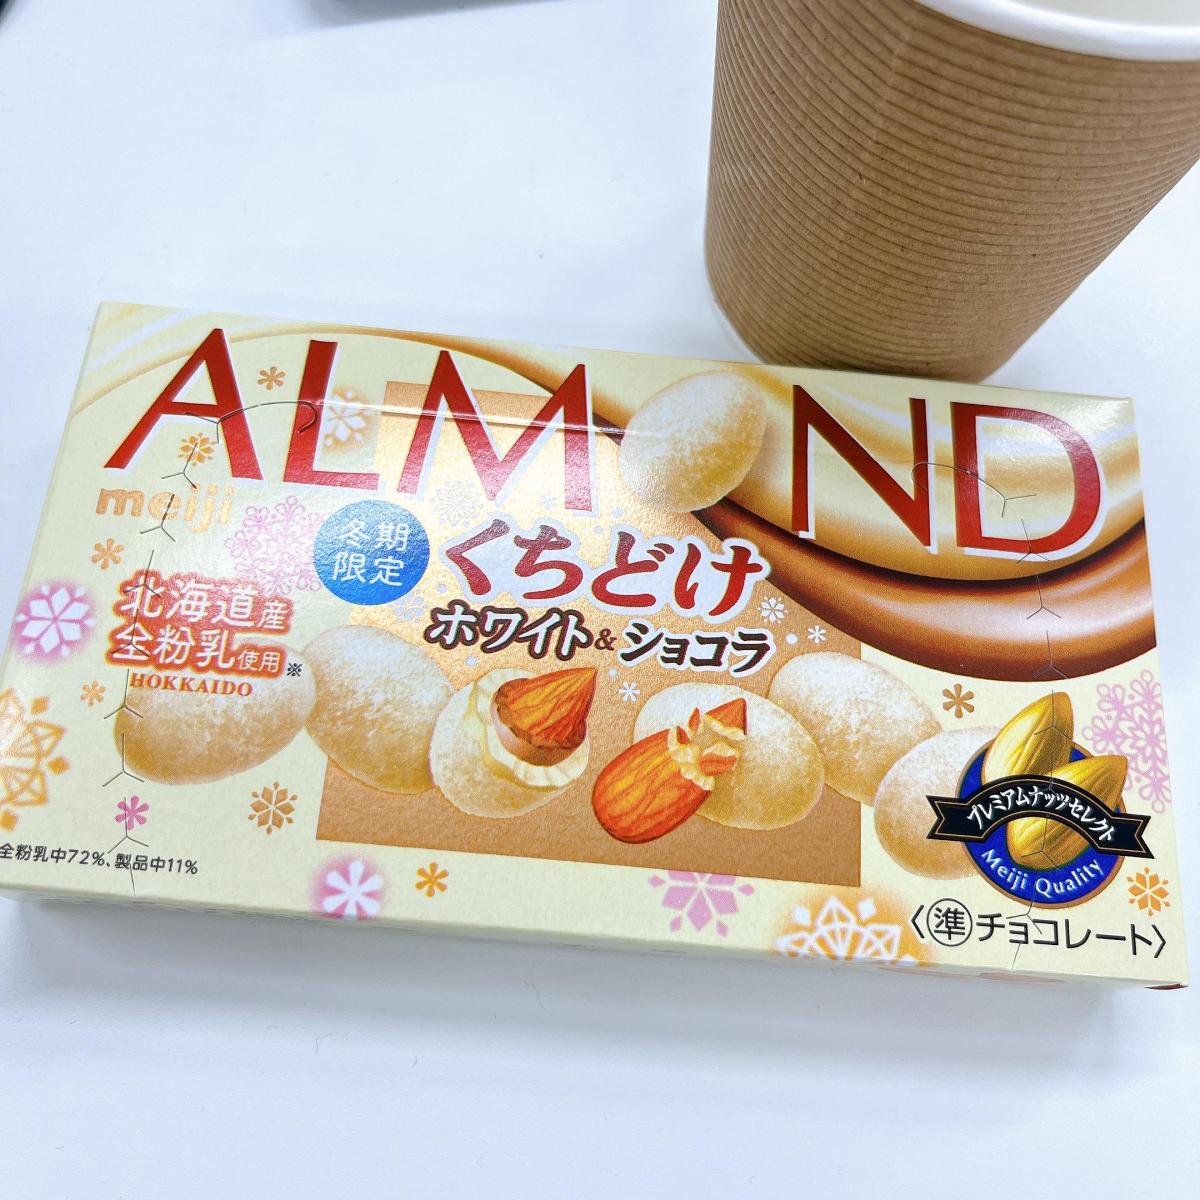 ALMOND
meiji
冬期
限定
くちどけ
ホワイト&ショコラ
北海道産
全粉乳使用※
HOKKAIDO
プレミアムナッツセレクト
Meiji Quality
全粉乳中72%、製品中11%
〈準チョコレート〉